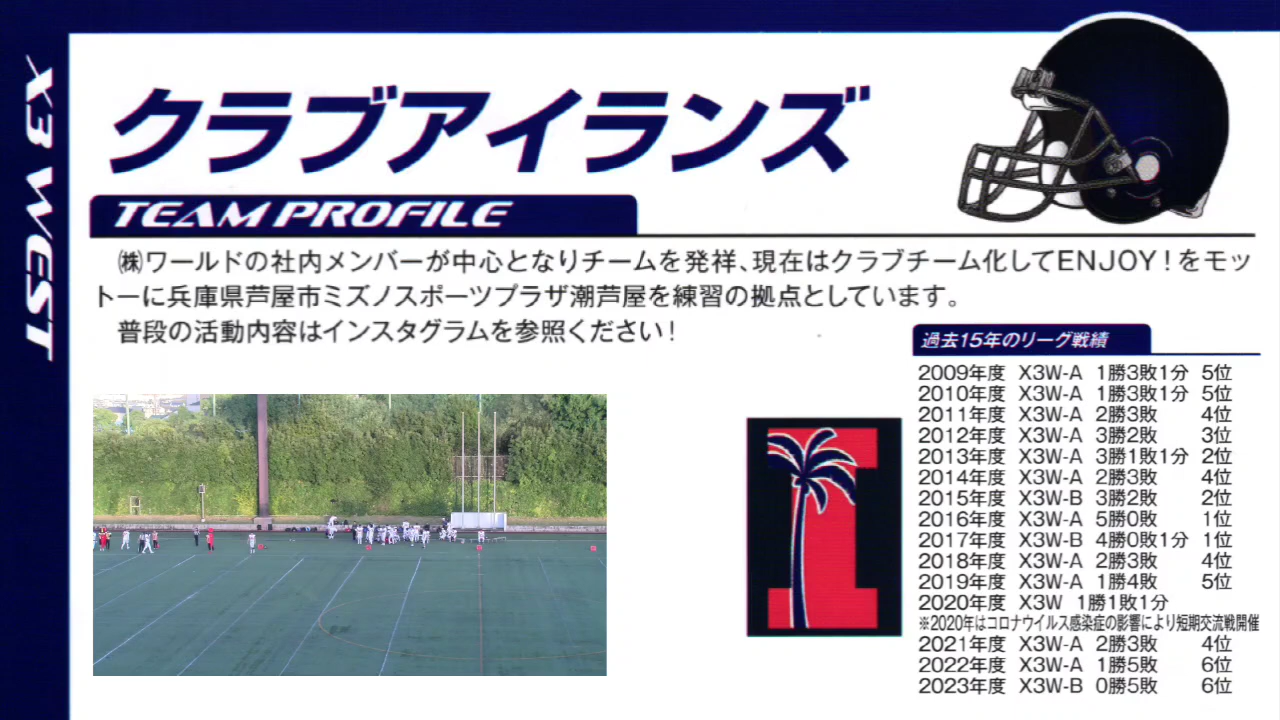 X3 WEST
クラブアイランズ
TEAM PROFILE
㈱ワールドの社内メンバーが中心となりチームを発祥、現在はクラブチーム化してENJOY！をモッ
トーに兵庫県芦屋市ミズノスポーツプラザ潮芦屋を練習の拠点としています。
普段の活動内容はインスタグラムを参照ください！
過去15年のリーグ戦績
2009年度 X3W-A 1勝3敗1分 5位
2010年度 X3W-A 1勝3敗1分 5位
2011年度 X3W-A 2勝3敗 4位
2012年度 X3W-A 3勝2敗 3位
2013年度 X3W-A 3勝1敗1分 2位
2014年度 X3W-A 2勝3敗 4位
2015年度 X3W-B 3勝2敗 2位
2016年度 X3W-A 5勝0敗 1位
2017年度 X3W-B 4勝0敗1分 1位
2018年度 X3W-A 2勝3敗 4位
2019年度 X3W-A 1勝4敗 5位
2020年度 X3W 1勝1敗1分
※2020年はコロナウイルス感染症の影響により短期交流戦開催
2021年度 X3W-A 2勝3敗 4位
2022年度 X3W-A 1勝5敗 6位
2023年度 X3W-B 0勝5敗 6位